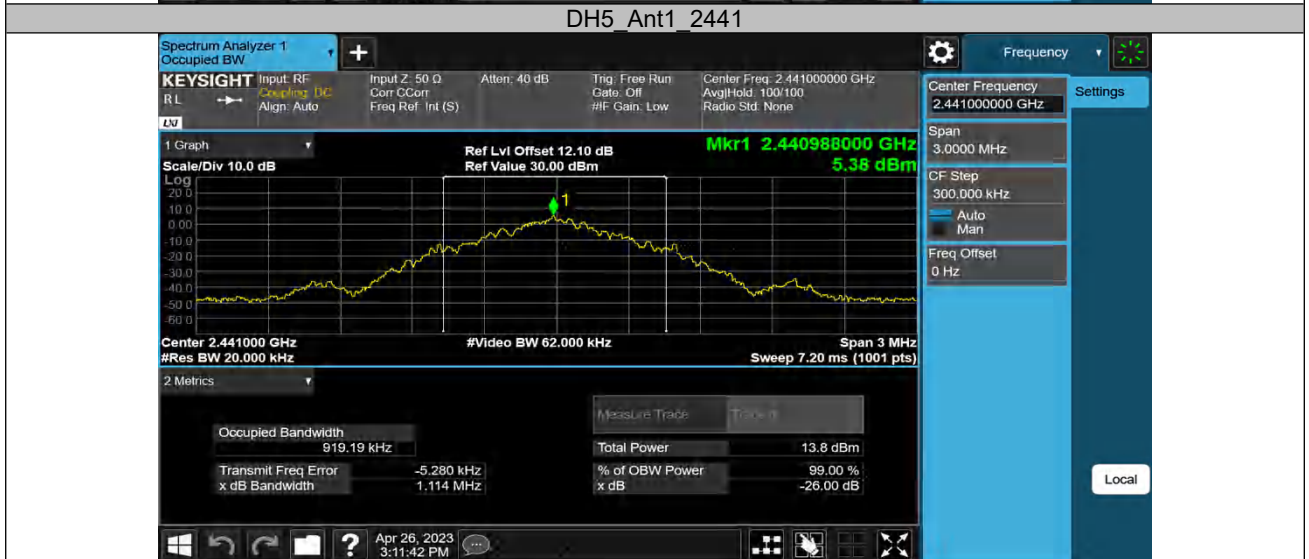 DH5_Ant1_2441
Spectrum Analyzer 1
Occupied BW
+
Frequency
KEYSIGHT
RL
LXI
Input: RF
Coupling: DC
Align: Auto
Input Z: 50 Ω
Corr CCorr
Freq Ref: Int (S)
Atten: 40 dB
Trig: Free Run
Gate: Off
#IF Gain: Low
Center Freq: 2.441000000 GHz
Avg|Hold: 100/100
Radio Std: None
Center Frequency
2.441000000 GHz
Settings
Span
3.0000 MHz
CF Step
300.000 kHz
Auto
Man
Freq Offset
0 Hz
1 Graph
Scale/Div 10.0 dB
Ref Lvl Offset 12.10 dB
Ref Value 30.00 dBm
Mkr1 2.440988000 GHz
5.38 dBm
Log
20.0
10.0
0.00
-10.0
-20.0
-30.0
-40.0
-50.0
-60.0
1
Center 2.441000 GHz
#Res BW 20.000 kHz
#Video BW 62.000 kHz
Span 3 MHz
Sweep 7.20 ms (1001 pts)
2 Metrics
Measure Trace
Occupied Bandwidth
919.19 kHz
Total Power 13.8 dBm
Transmit Freq Error -5.280 kHz
% of OBW Power 99.00 %
x dB Bandwidth 1.114 MHz
x dB -26.00 dB
Local
?
Apr 26, 2023
3:11:42 PM